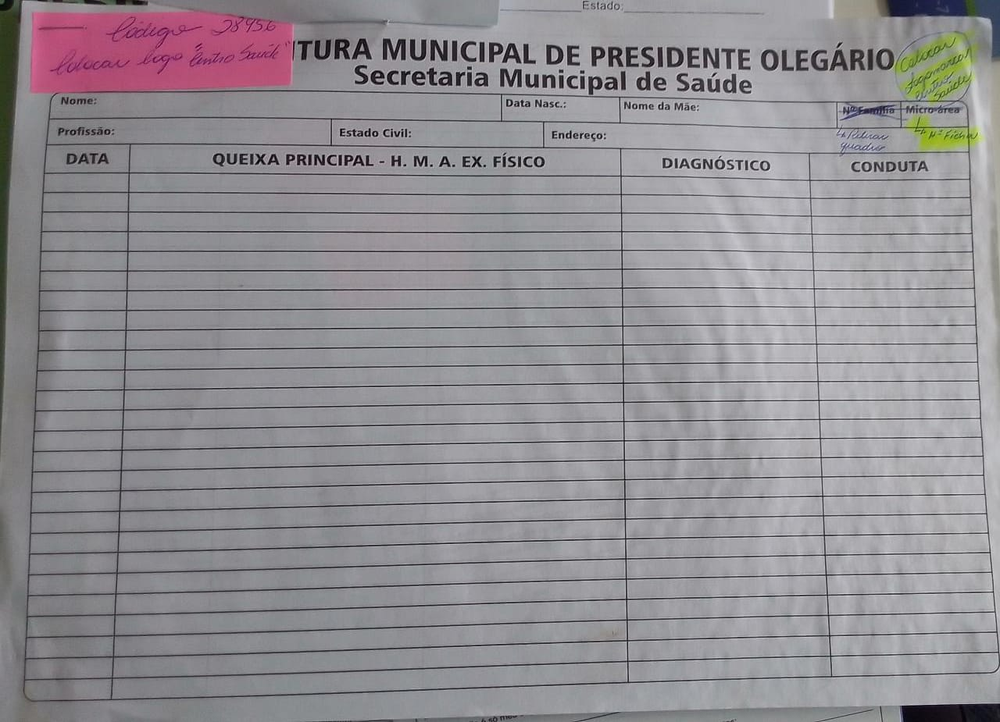 Estado:
Código 28956
Colocar logo "Centro Saúde"
ITURA MUNICIPAL DE PRESIDENTE OLEGÁRIO
Secretaria Municipal de Saúde
Colocar
logomarca
Saúde
Nome:
Data Nasc.:
Nome da Mãe:
Nº Família
Micro-área
Retirar
quadro
Nº Ficha
Profissão:
Estado Civil:
Endereço:
DATA
QUEIXA PRINCIPAL - H. M. A. EX. FÍSICO
DIAGNÓSTICO
CONDUTA